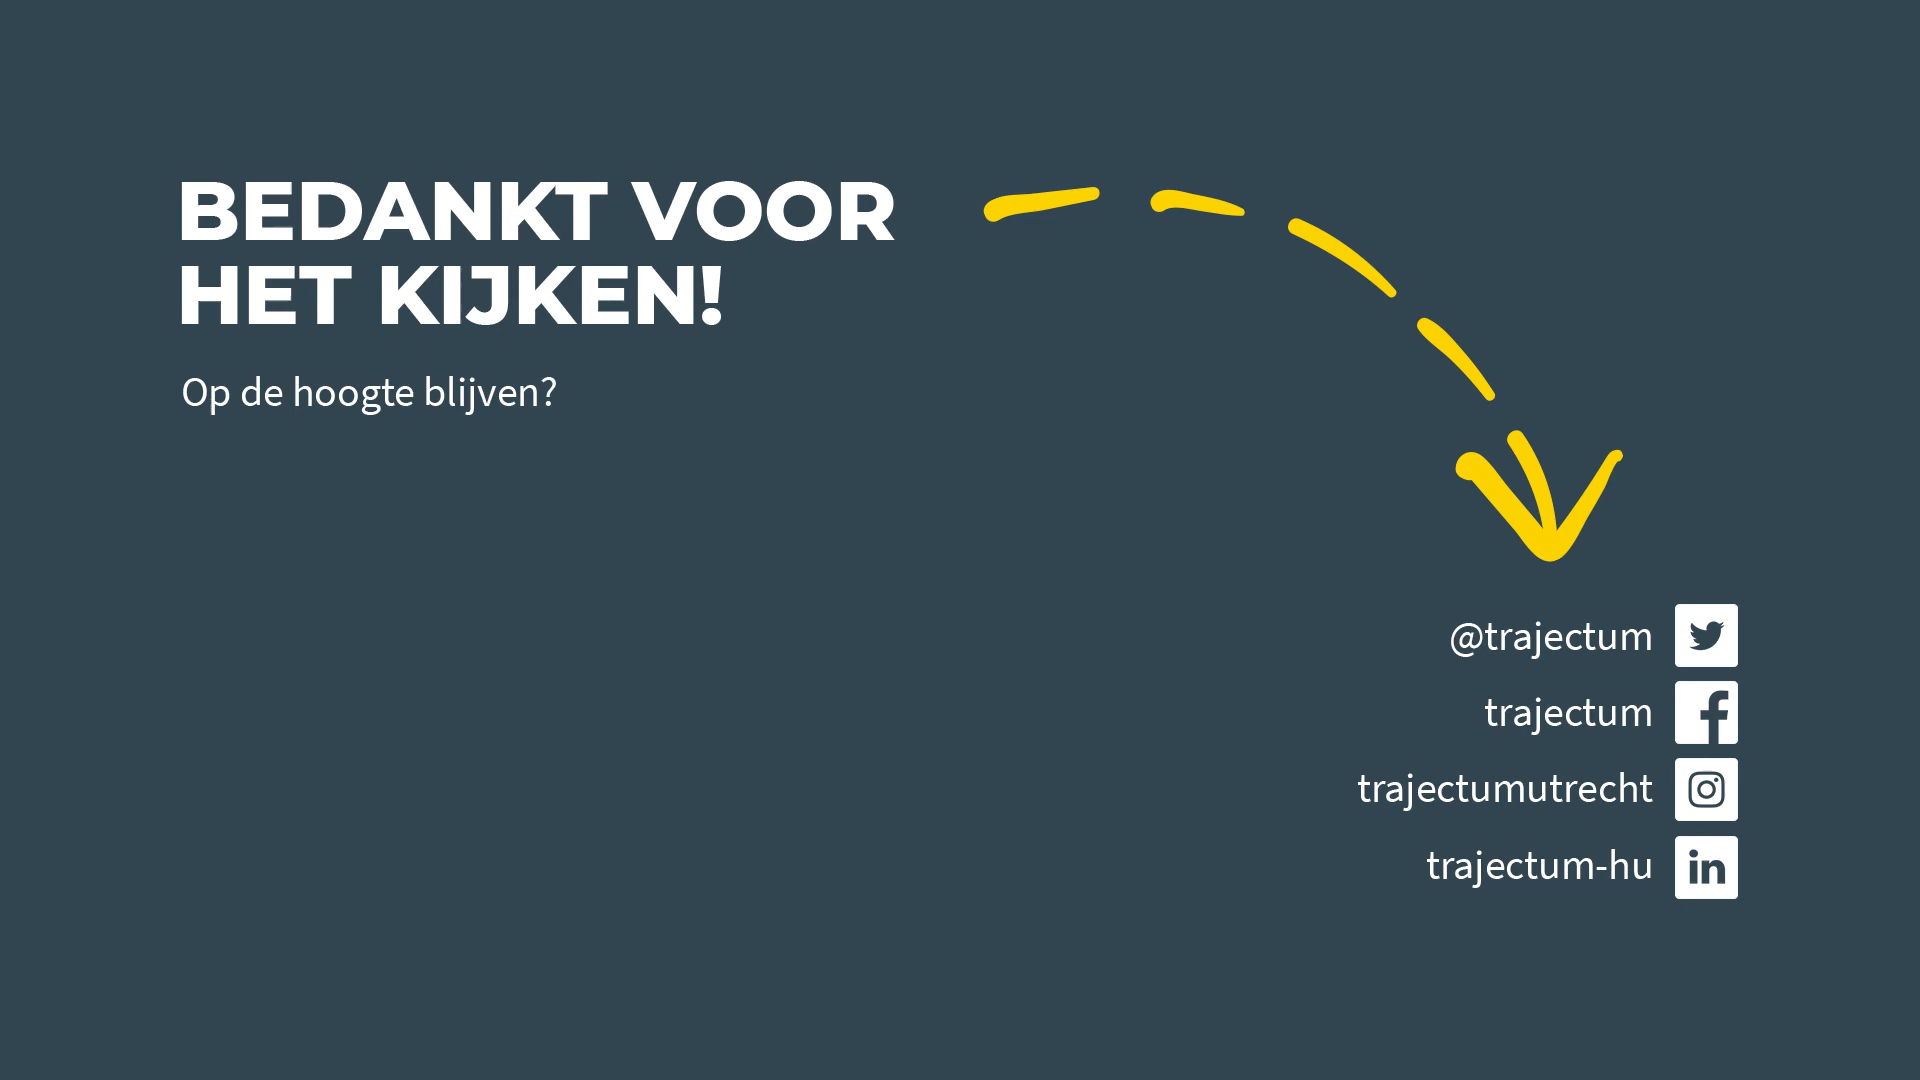 BEDANKT VOOR
HET KIJKEN!
Op de hoogte blijven?
@trajectum
trajectum
trajectumutrecht
trajectum-hu